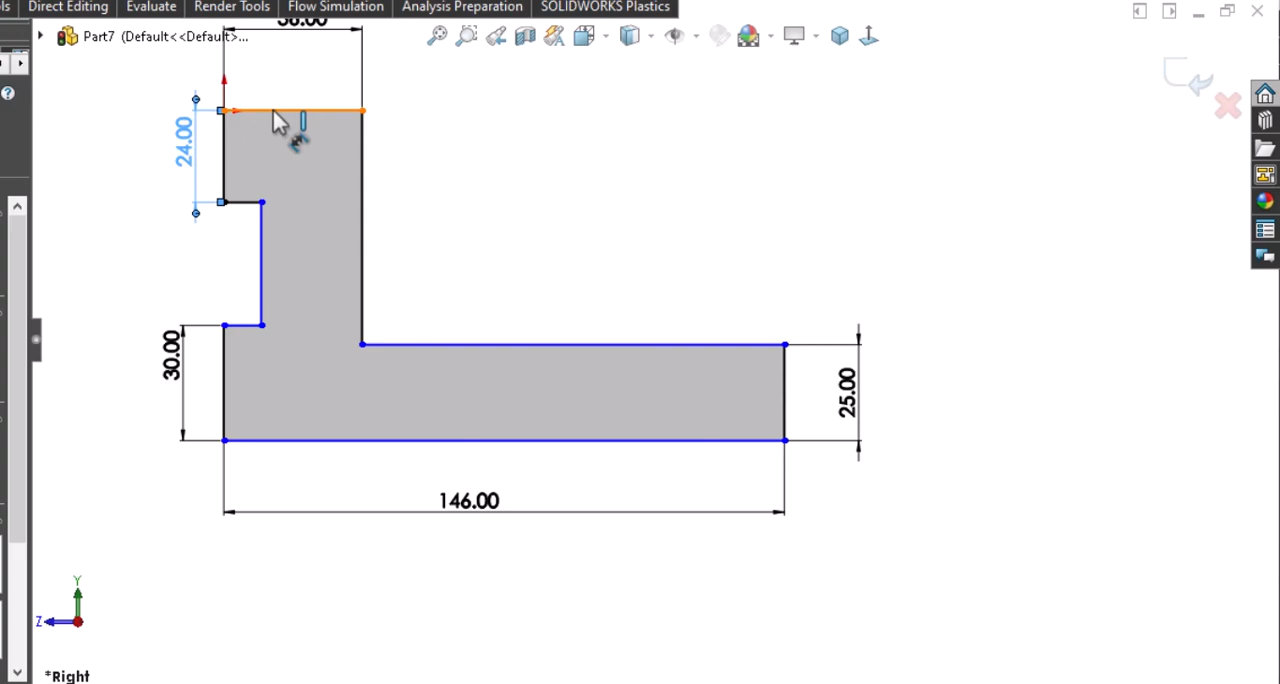 ls Direct Editing Evaluate Render Tools Flow Simulation Analysis Preparation SOLIDWORKS Plastics
Part7 (Default<<Default>...
24.00
30.00
25.00
146.00
Y
Z
*Right